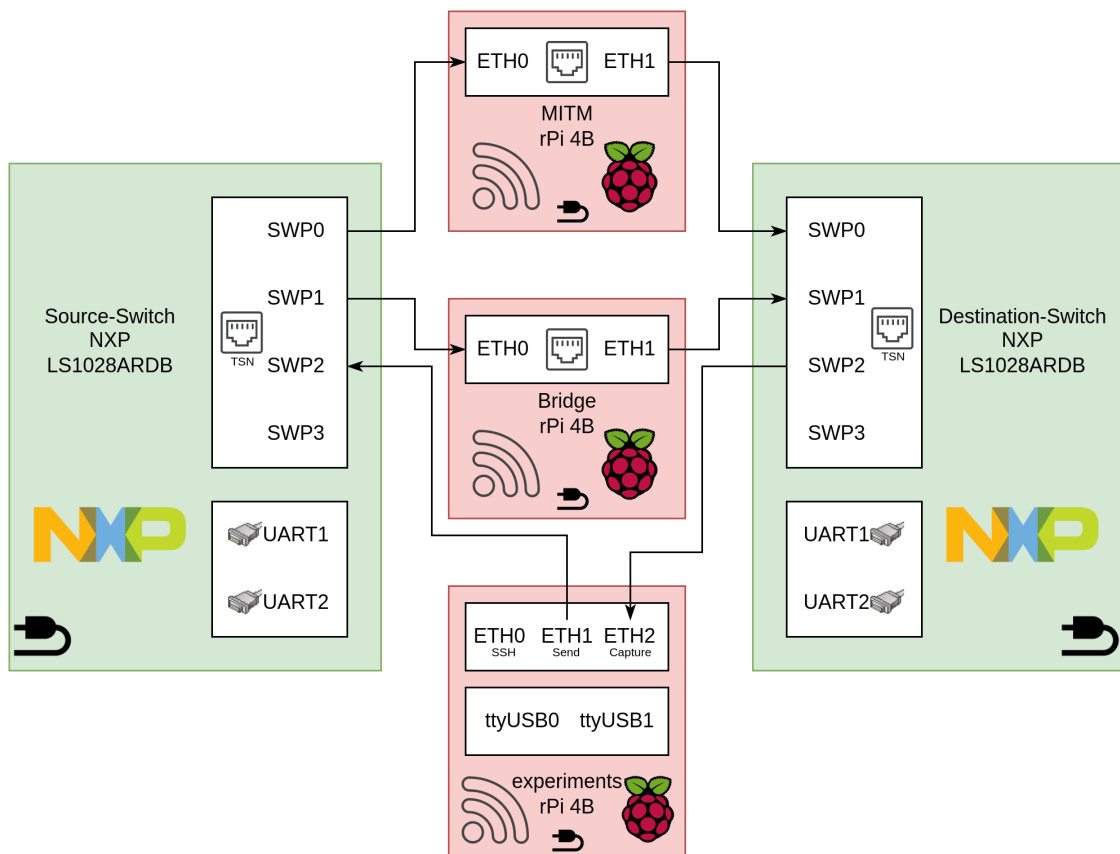 ETH0
ETH1
MITM
rPi 4B
Source-Switch
NXP
LS1028ARDB
SWP0
SWP1
TSN
SWP2
SWP3
NXP
UART1
UART2
ETH0
ETH1
Bridge
rPi 4B
SWP0
SWP1
TSN
SWP2
SWP3
Destination-Switch
NXP
LS1028ARDB
UART1
UART2
NXP
ETH0 ETH1 ETH2
SSH Send Capture
ttyUSB0 ttyUSB1
experiments
rPi 4B